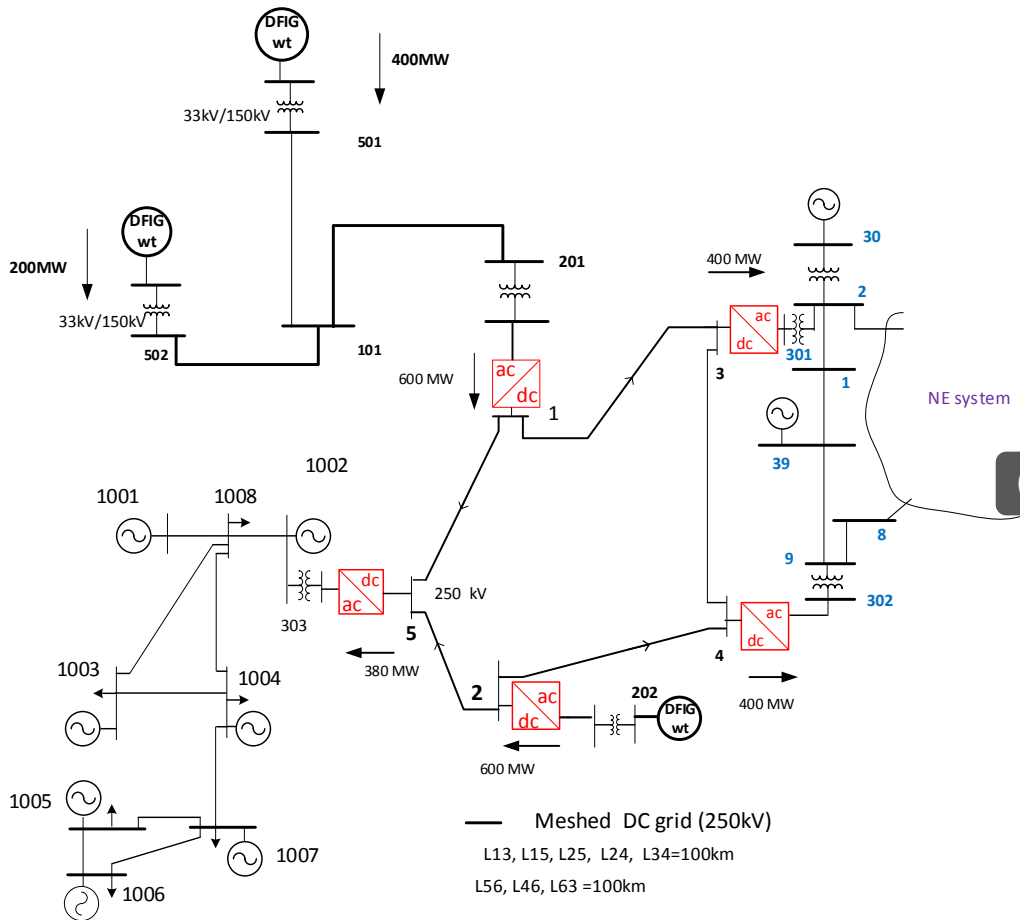 DFIG
wt
400MW
33kV/150kV
501
DFIG
wt
200MW
33kV/150kV
502
101
201
600 MW
ac
dc
1
400 MW
3
ac
dc
301
30
2
1
39
NE system
8
9
302
4
ac
dc
400 MW
1002
1001
1008
303
dc
ac
250 kV
5
380 MW
2
ac
dc
600 MW
202
DFIG
wt
1003
1004
1005
1006
1007
Meshed DC grid (250kV)
L13, L15, L25, L24, L34=100km
L56, L46, L63 =100km